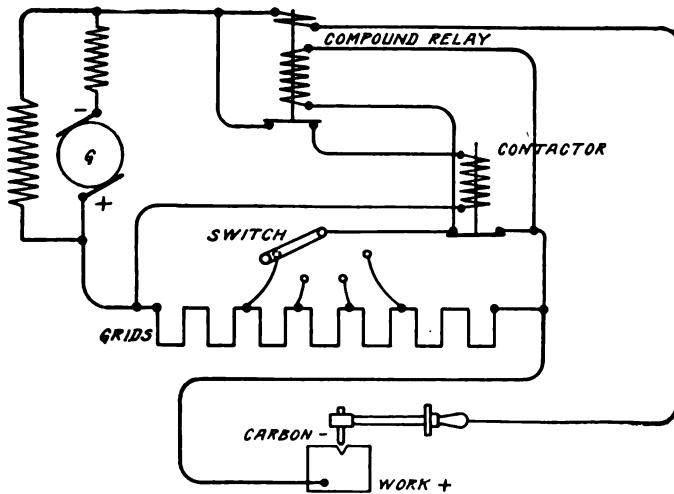 COMPOUND RELAY
-
G
CONTACTOR
+
SWITCH
GRIDS
CARBON -
WORK +